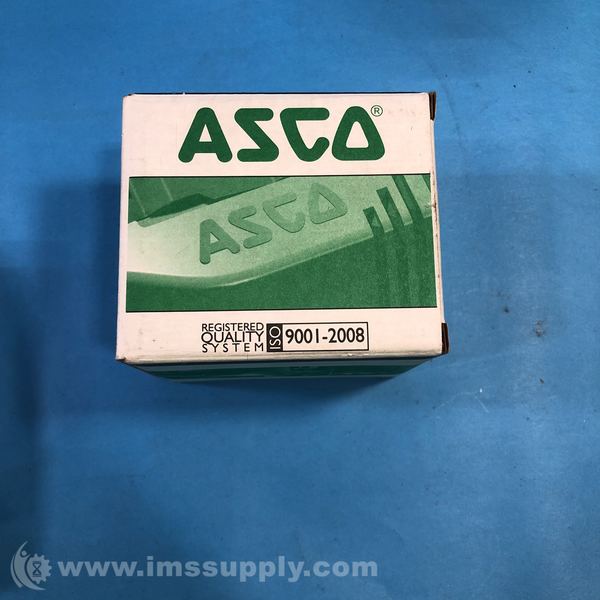 ASCO®
ASCO
REGISTERED
QUALITY
SYSTEM
ISO 9001-2008
www.imssupply.com